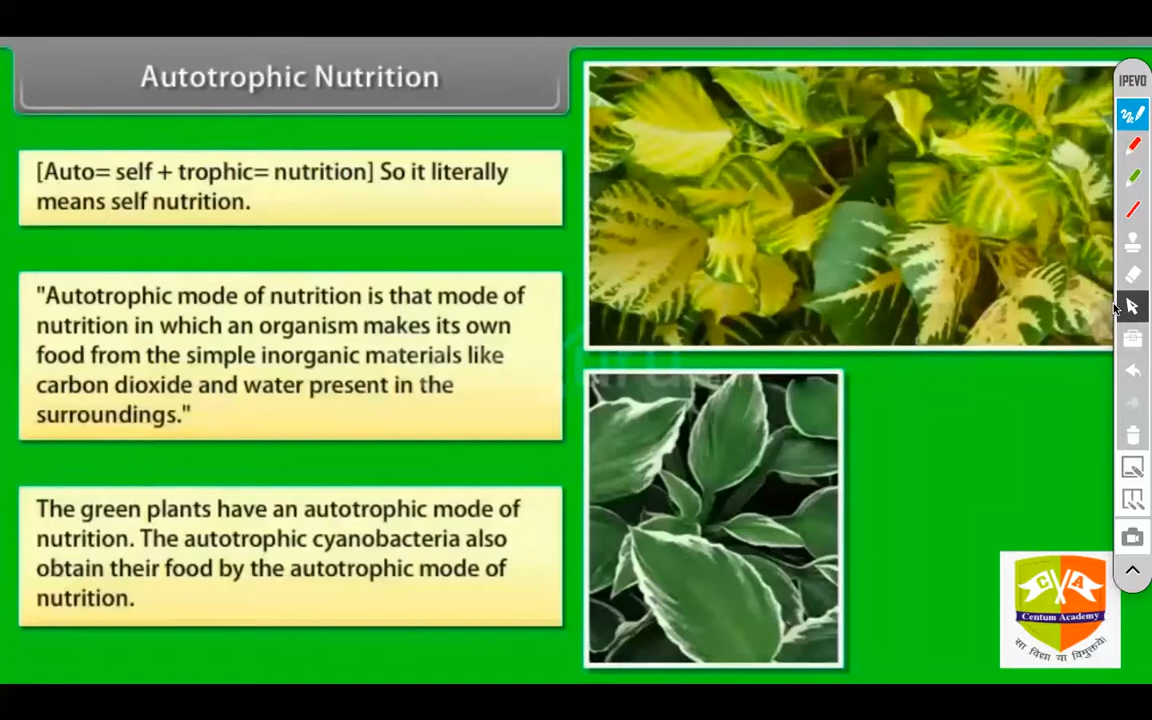 Autotrophic Nutrition
[Auto= self + trophic= nutrition] So it literally
means self nutrition.
"Autotrophic mode of nutrition is that mode of
nutrition in which an organism makes its own
food from the simple inorganic materials like
carbon dioxide and water present in the
surroundings."
The green plants have an autotrophic mode of
nutrition. The autotrophic cyanobacteria also
obtain their food by the autotrophic mode of
nutrition.
IPEVO
C A
Centum Academy
सा विद्या या विमुक्तये